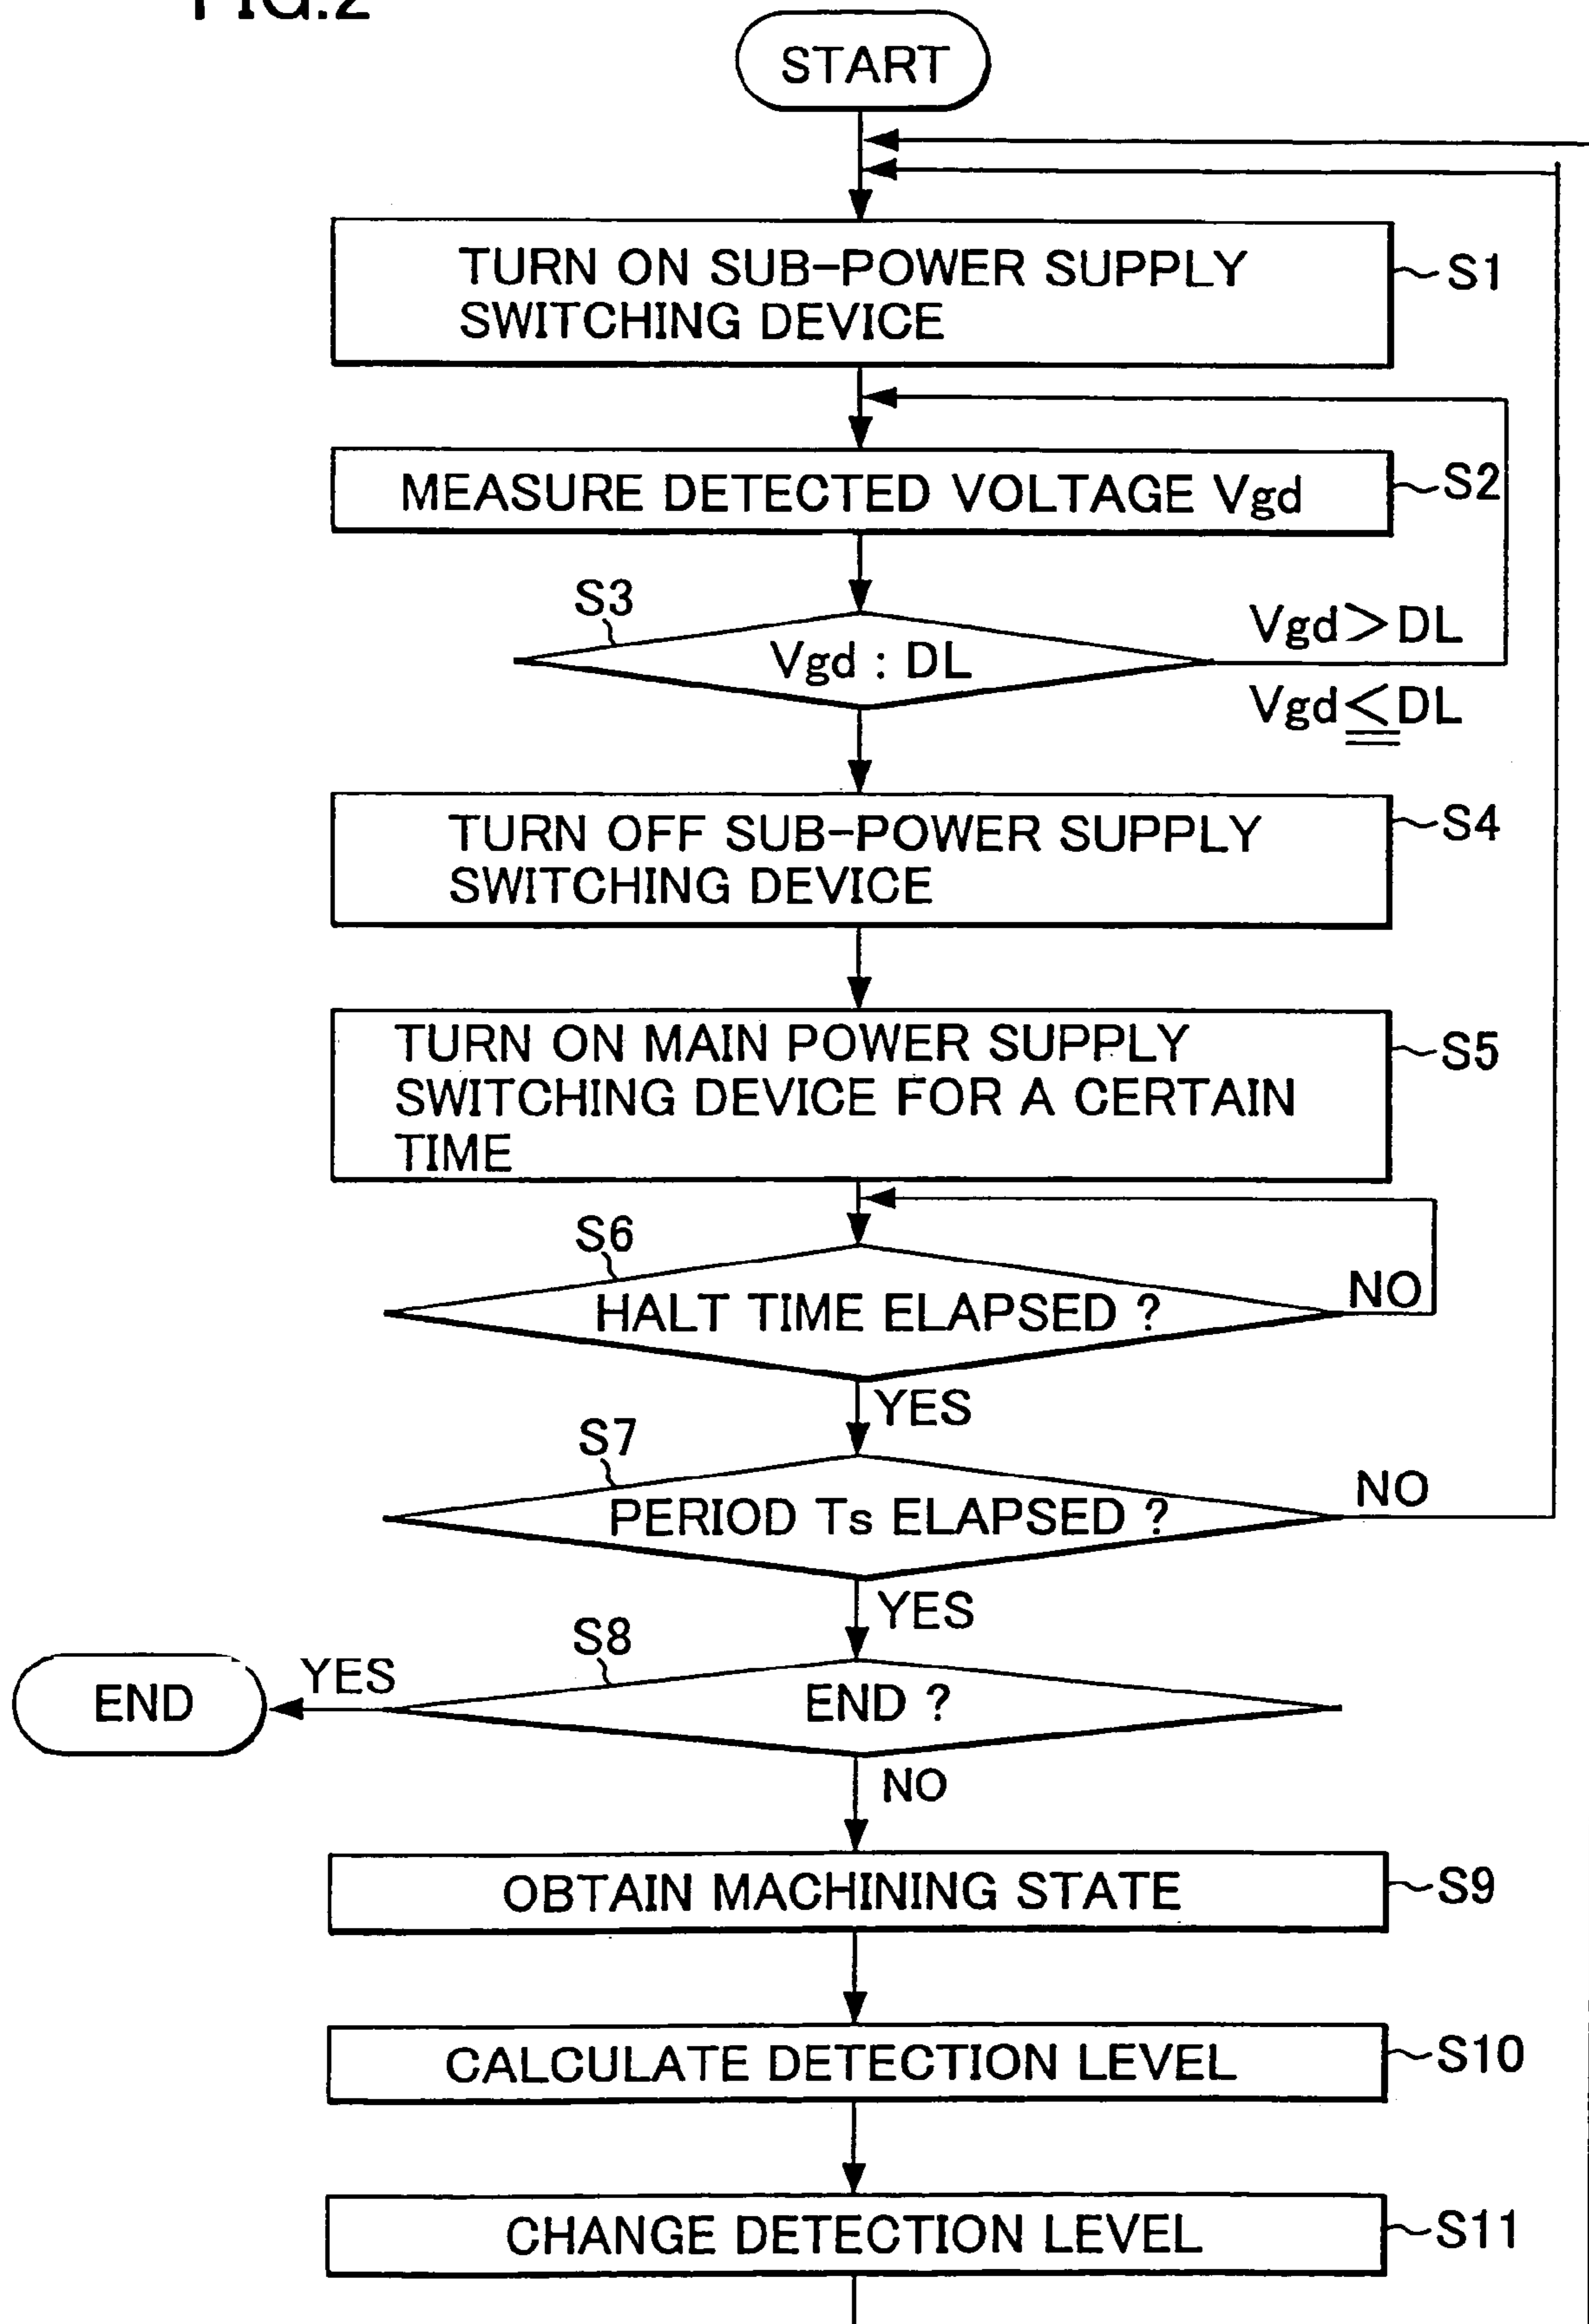 FIG.2
START
TURN ON SUB-POWER SUPPLY
SWITCHING DEVICE
S1
MEASURE DETECTED VOLTAGE Vgd
S2
S3
Vgd : DL
Vgd>DL
Vgd≦DL
TURN OFF SUB-POWER SUPPLY
SWITCHING DEVICE
S4
TURN ON MAIN POWER SUPPLY
SWITCHING DEVICE FOR A CERTAIN
TIME
S5
S6
HALT TIME ELAPSED ?
NO
YES
S7
PERIOD Ts ELAPSED ?
NO
YES
S8
END ?
YES
END
NO
OBTAIN MACHINING STATE
S9
CALCULATE DETECTION LEVEL
S10
CHANGE DETECTION LEVEL
S11